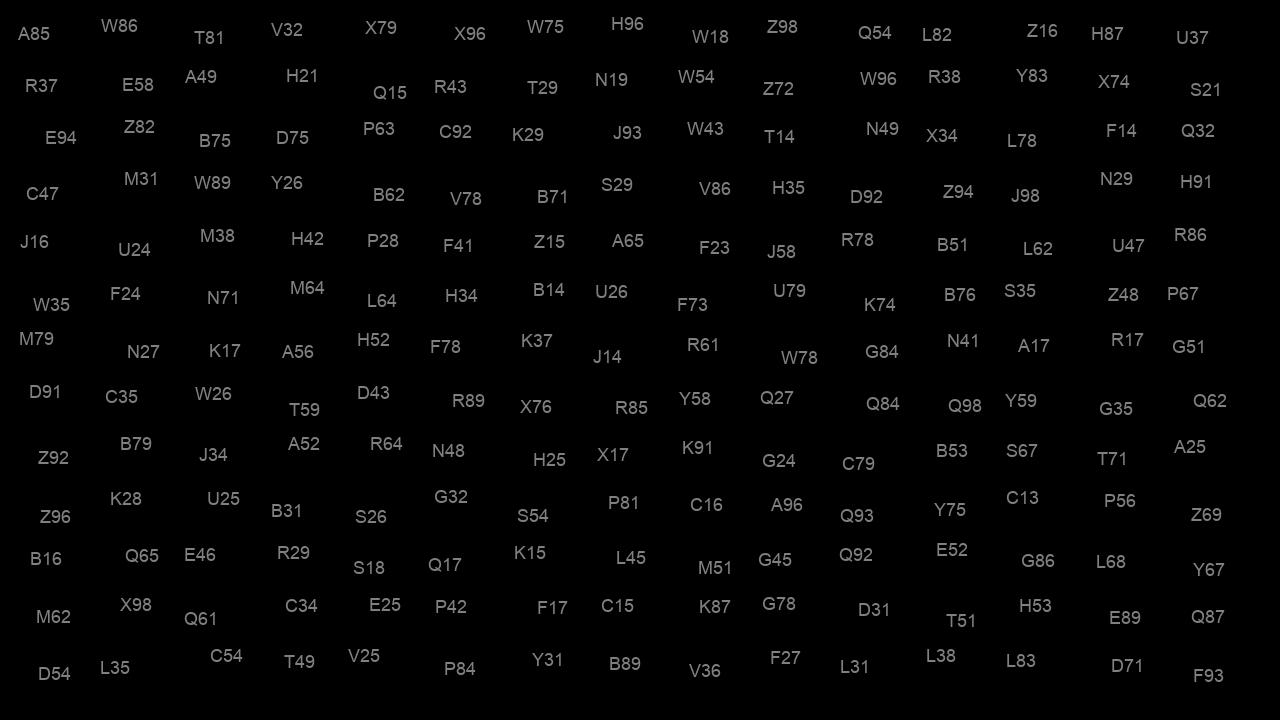 A85 W86 T81 V32 X79 X96 W75 H96 W18 Z98 Q54 L82 Z16 H87 U37
R37 E58 A49 H21 Q15 R43 T29 N19 W54 Z72 W96 R38 Y83 X74 S21
E94 Z82 B75 D75 P63 C92 K29 J93 W43 T14 N49 X34 L78 F14 Q32
C47 M31 W89 Y26 B62 V78 B71 S29 V86 H35 D92 Z94 J98 N29 H91
J16 U24 M38 H42 P28 F41 Z15 A65 F23 J58 R78 B51 L62 U47 R86
W35 F24 N71 M64 L64 H34 B14 U26 F73 U79 K74 B76 S35 Z48 P67
M79 N27 K17 A56 H52 F78 K37 J14 R61 W78 G84 N41 A17 R17 G51
D91 C35 W26 T59 D43 R89 X76 R85 Y58 Q27 Q84 Q98 Y59 G35 Q62
Z92 B79 J34 A52 R64 N48 H25 X17 K91 G24 C79 B53 S67 T71 A25
Z96 K28 U25 B31 S26 G32 S54 P81 C16 A96 Q93 Y75 C13 P56 Z69
B16 Q65 E46 R29 S18 Q17 K15 L45 M51 G45 Q92 E52 G86 L68 Y67
M62 X98 Q61 C34 E25 P42 F17 C15 K87 G78 D31 T51 H53 E89 Q87
D54 L35 C54 T49 V25 P84 Y31 B89 V36 F27 L31 L38 L83 D71 F93